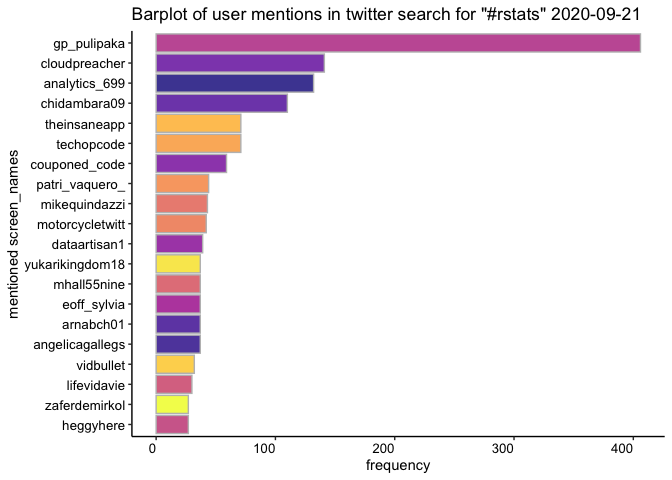 Barplot of user mentions in twitter search for "#rstats" 2020-09-21
mentioned screen_names
gp_pulipaka
cloudpreacher
analytics_699
chidambara09
theinsaneapp
techopcode
couponed_code
patri_vaquero_
mikequindazzi
motorcycletwitt
dataartisan1
yukarikingdom18
mhall55nine
eoff_sylvia
arnabch01
angelicagallegs
vidbullet
lifevidavie
zaferdemirkol
heggyhere
0 100 200 300 400
frequency